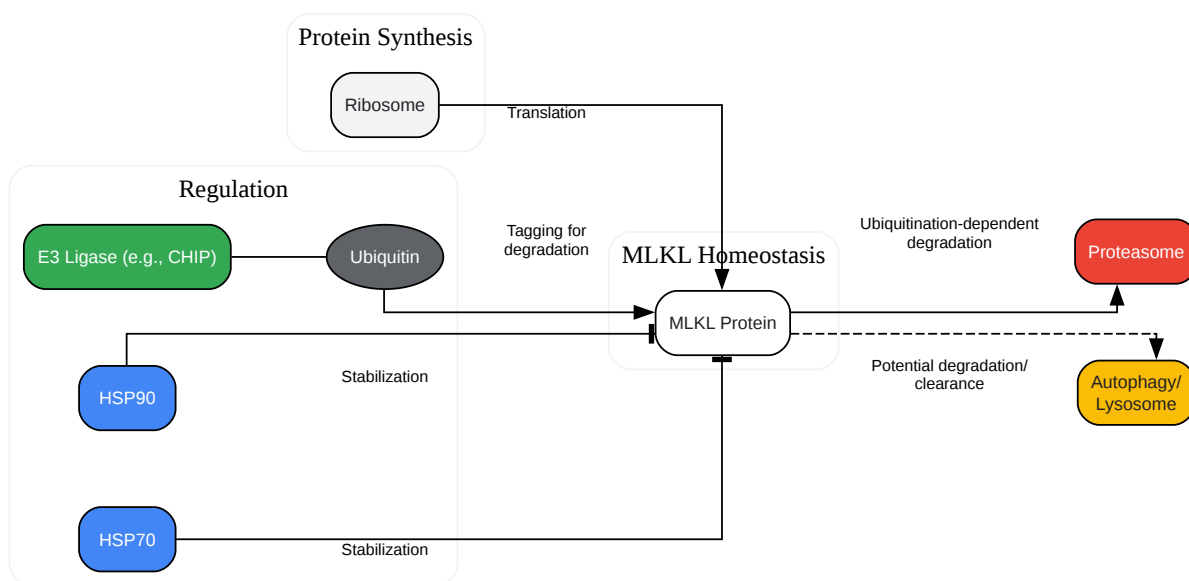 Protein Synthesis
Ribosome
Translation
Regulation
E3 Ligase (e.g., CHIP)
Ubiquitin
Tagging for
degradation
MLKL Homeostasis
MLKL Protein
Ubiquitination-dependent
degradation
Proteasome
HSP90
Stabilization
Potential degradation/
clearance
Autophagy/
Lysosome
HSP70
Stabilization